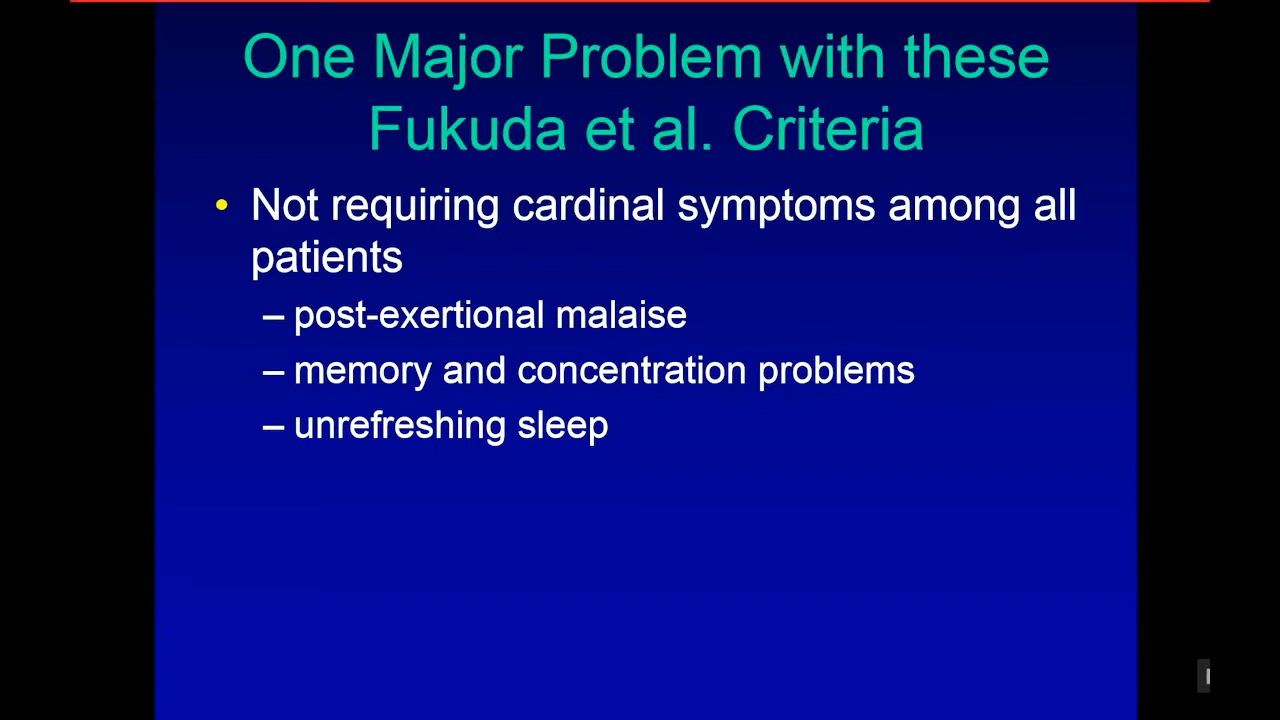 One Major Problem with these
Fukuda et al. Criteria
• Not requiring cardinal symptoms among all
patients
– post-exertional malaise
– memory and concentration problems
– unrefreshing sleep